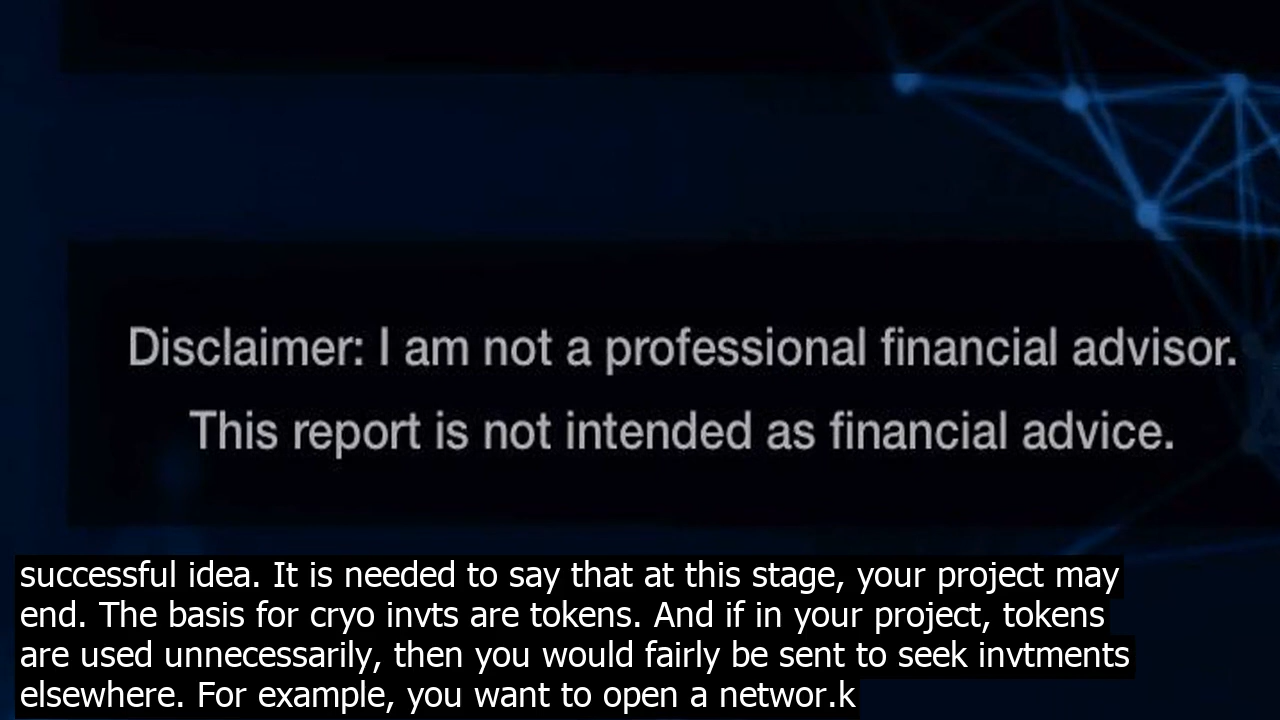 Disclaimer: I am not a professional financial advisor.
This report is not intended as financial advice.
successful idea. It is needed to say that at this stage, your project may
end. The basis for cryo invts are tokens. And if in your project, tokens
are used unnecessarily, then you would fairly be sent to seek invtments
elsewhere. For example, you want to open a networ.k